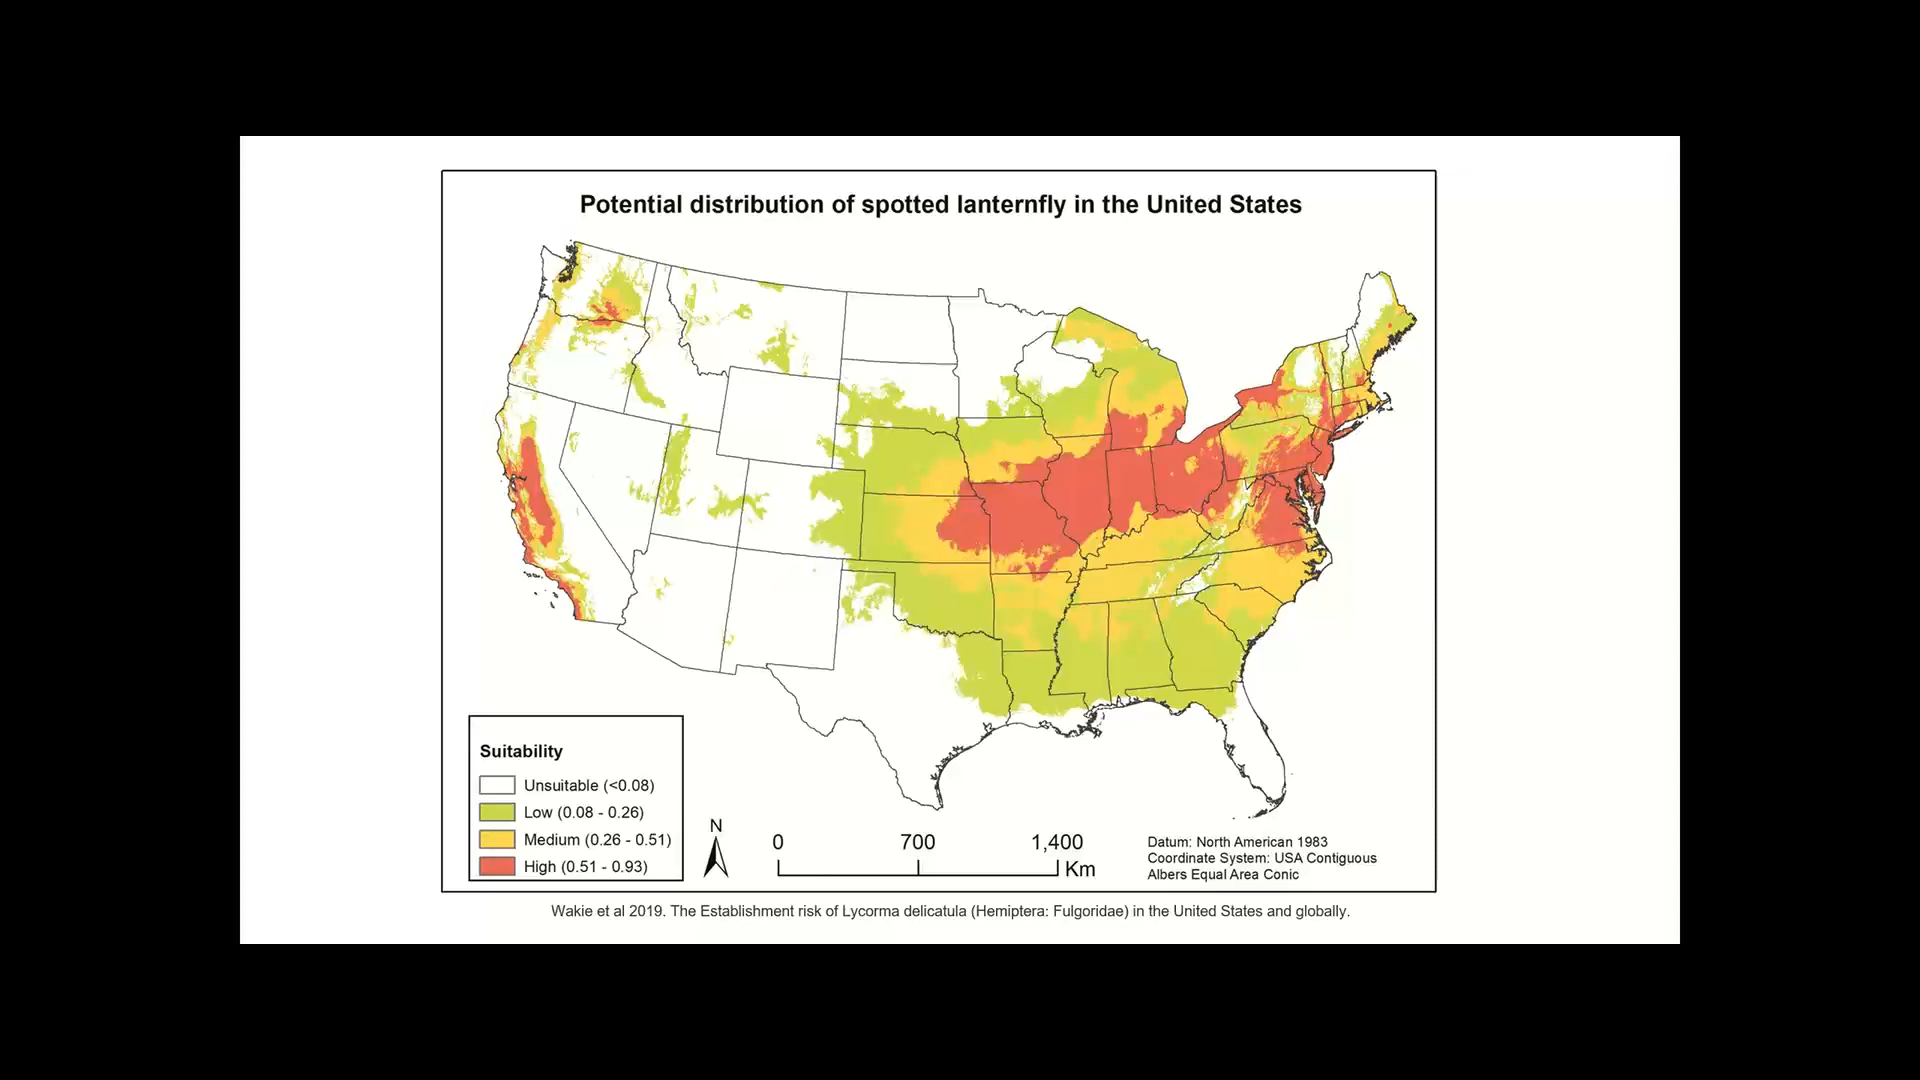 Potential distribution of spotted lanternfly in the United States
Suitability
Unsuitable (<0.08)
Low (0.08 - 0.26)
Medium (0.26 - 0.51)
High (0.51 - 0.93)
N
0 700 1,400
Km
Datum: North American 1983
Coordinate System: USA Contiguous
Albers Equal Area Conic
Wakie et al 2019. The Establishment risk of Lycorma delicatula (Hemiptera: Fulgoridae) in the United States and globally.